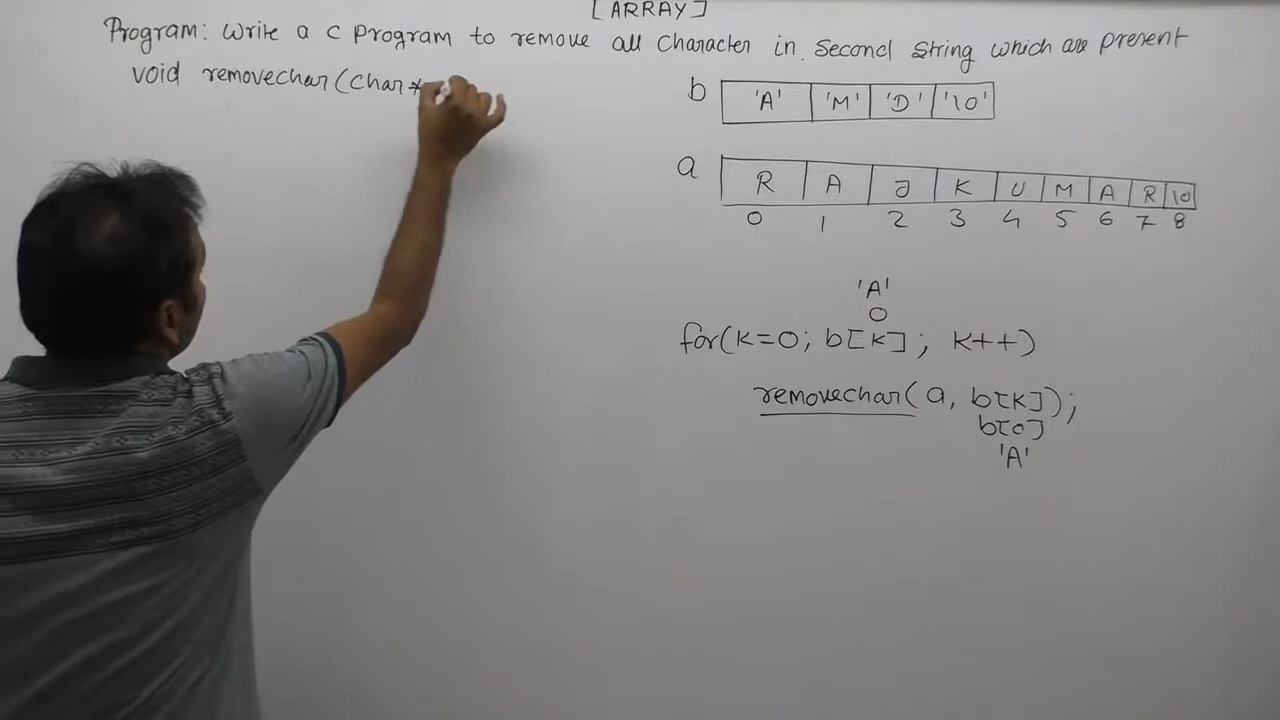 [ARRAY]
Program: Write a C Program to remove all character in second string which are present
void removechar(char *
b 'A' 'M' 'D' '\0'
a R A J K U M A R \0
0 1 2 3 4 5 6 7 8
'A'
0
for(k=0; b[k]; k++)
removechar(a, b[k]);
b[0]
'A'